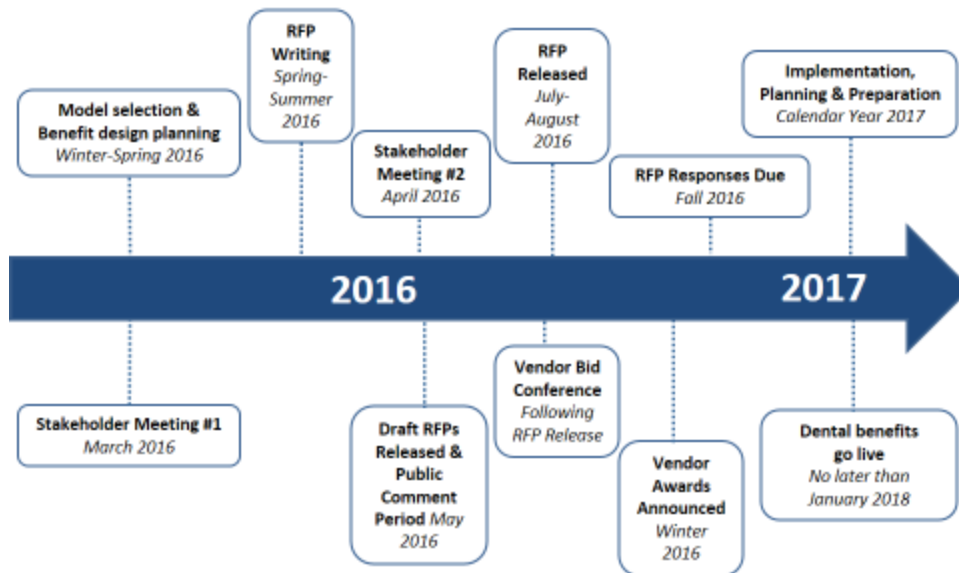 RFP
Writing
Spring-
Summer
2016
RFP
Released
July-
August
2016
Implementation,
Planning & Preparation
Calendar Year 2017
Model selection &
Benefit design planning
Winter-Spring 2016
Stakeholder
Meeting #2
April 2016
RFP Responses Due
Fall 2016
2016
2017
Vendor Bid
Conference
Following
RFP Release
Stakeholder Meeting #1
March 2016
Draft RFPs
Released &
Public
Comment
Period May
2016
Dental benefits
go live
No later than
January 2018
Vendor
Awards
Announced
Winter
2016